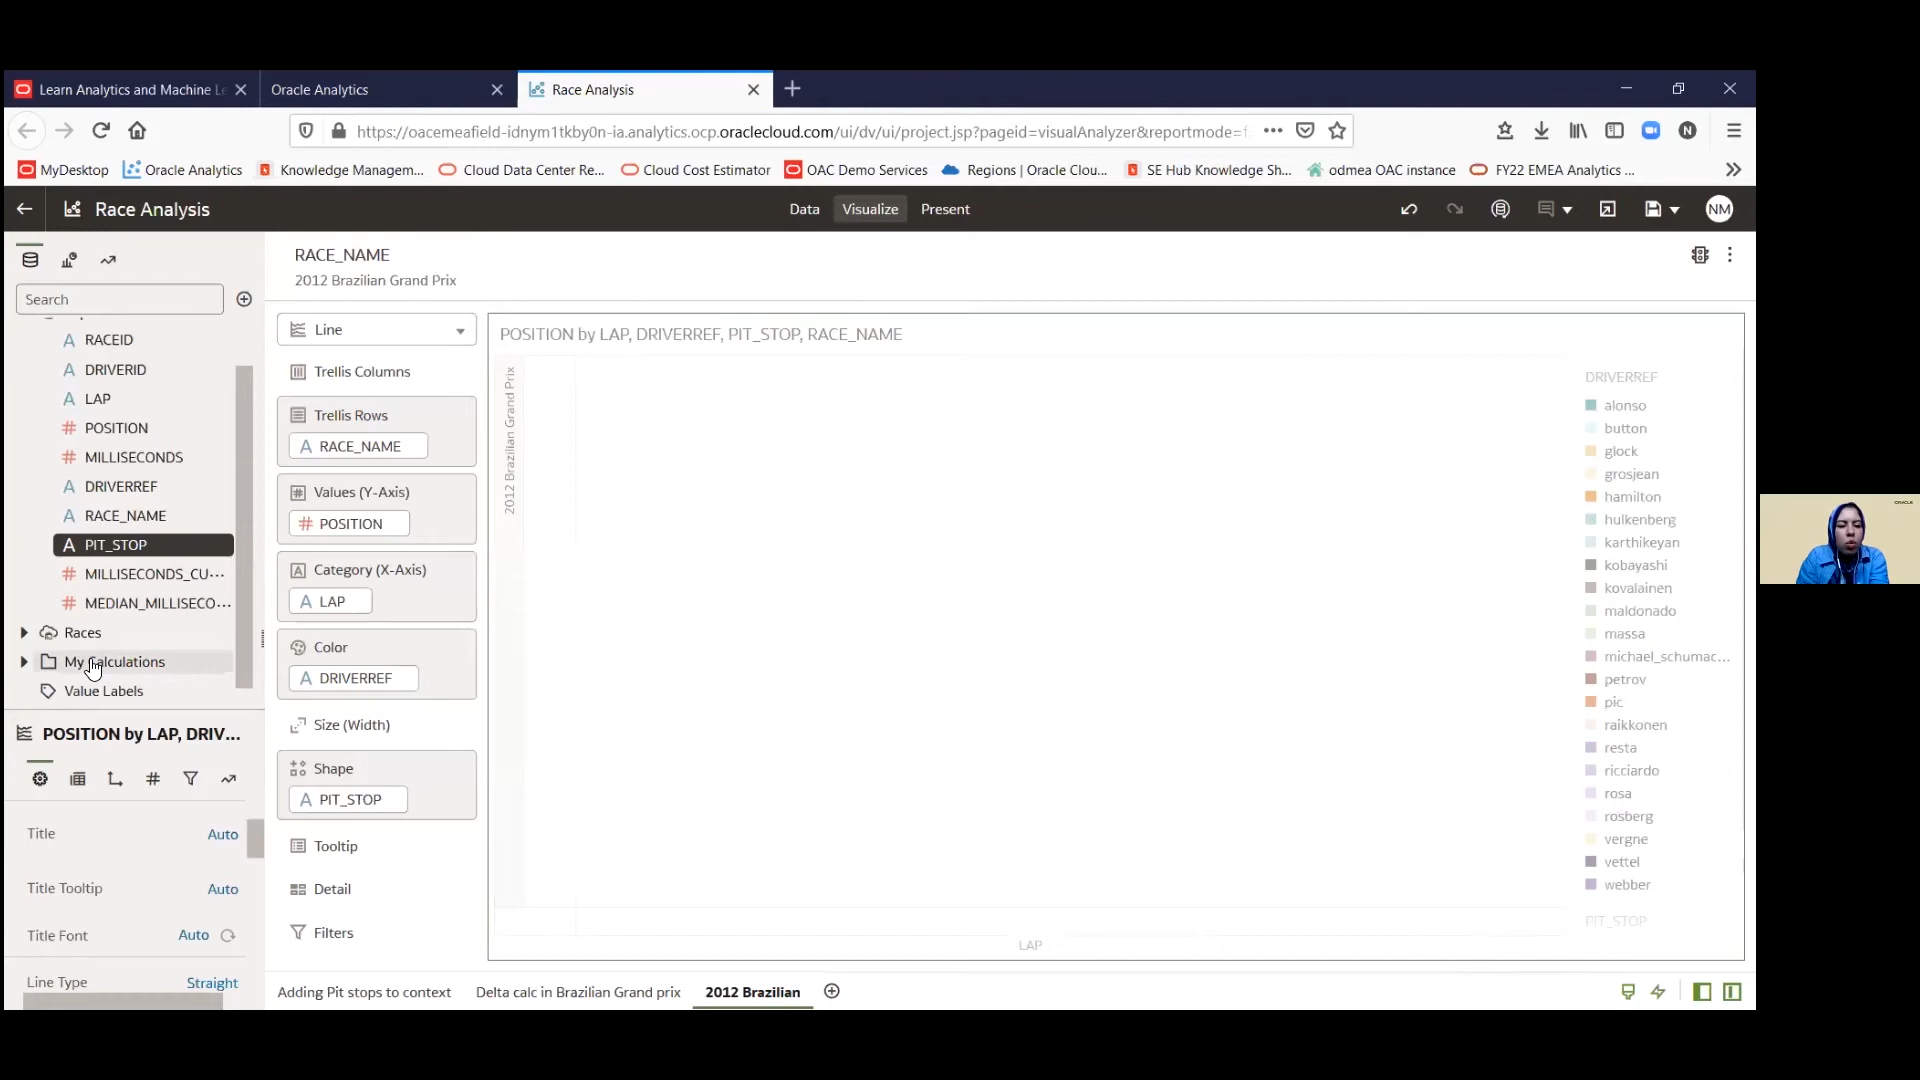 Learn Analytics and Machine Le
Oracle Analytics
Race Analysis
https://oacemeafield-idnym1tkby0n-ia.analytics.ocp.oraclecloud.com/ui/dv/ui/project.jsp?pageid=visualAnalyzer&reportmode=f
N
MyDesktop
Oracle Analytics
Knowledge Managem...
Cloud Data Center Re...
Cloud Cost Estimator
OAC Demo Services
Regions | Oracle Clou...
SE Hub Knowledge Sh...
odmea OAC instance
FY22 EMEA Analytics ...
Race Analysis
Data
Visualize
Present
NM
Search
RACEID
DRIVERID
LAP
POSITION
MILLISECONDS
DRIVERREF
RACE_NAME
PIT_STOP
MILLISECONDS_CU...
MEDIAN_MILLISECO...
Races
My Calculations
Value Labels
POSITION by LAP, DRIV...
Title
Auto
Title Tooltip
Auto
Title Font
Auto
Line Type
Straight
RACE_NAME
2012 Brazilian Grand Prix
Line
Trellis Columns
Trellis Rows
A RACE_NAME
Values (Y-Axis)
# POSITION
Category (X-Axis)
A LAP
Color
A DRIVERREF
Size (Width)
Shape
A PIT_STOP
Tooltip
Detail
Filters
POSITION by LAP, DRIVERREF, PIT_STOP, RACE_NAME
2012 Brazilian Grand Prix
LAP
DRIVERREF
alonso
button
glock
grosjean
hamilton
hulkenberg
karthikeyan
kobayashi
kovalainen
maldonado
massa
michael_schumac...
petrov
pic
raikkonen
resta
ricciardo
rosa
rosberg
vergne
vettel
webber
PIT_STOP
Adding Pit stops to context
Delta calc in Brazilian Grand prix
2012 Brazilian
ORACLE